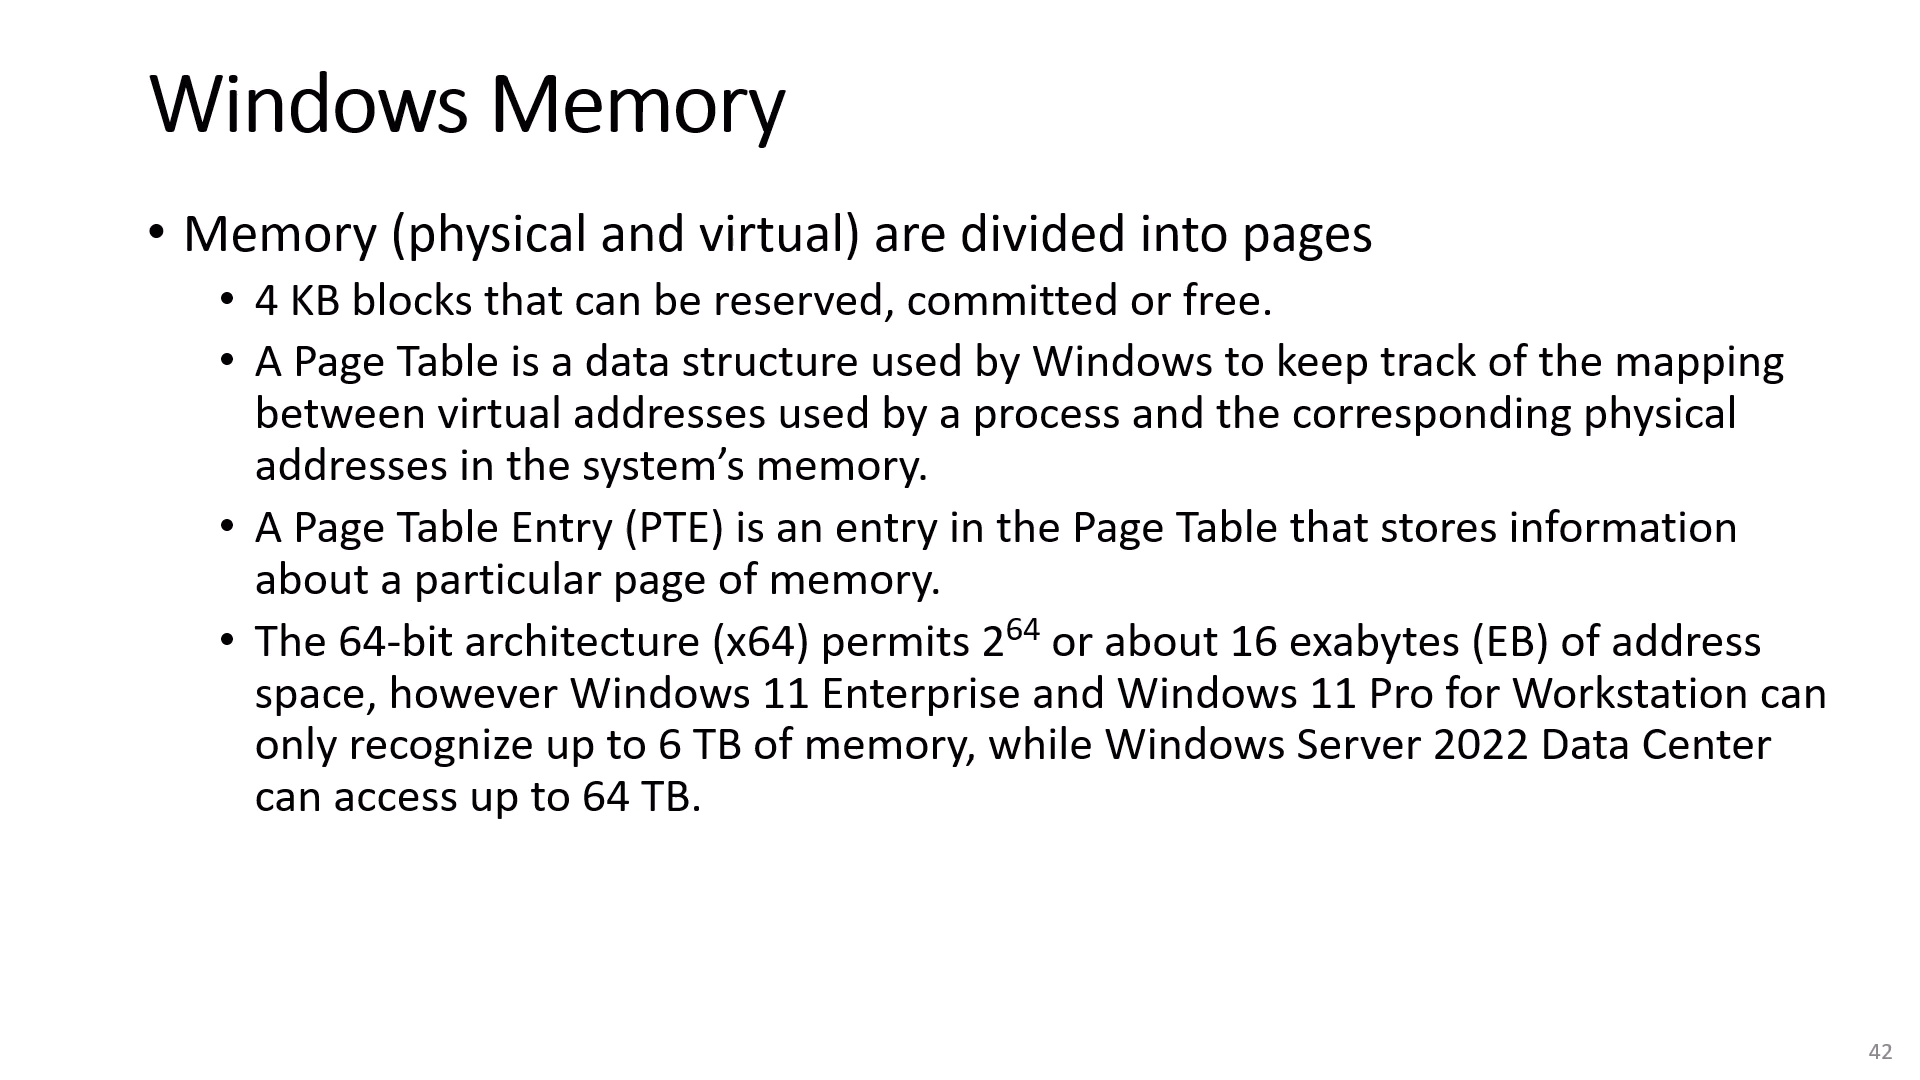 Windows Memory
• Memory (physical and virtual) are divided into pages
• 4 KB blocks that can be reserved, committed or free.
• A Page Table is a data structure used by Windows to keep track of the mapping
between virtual addresses used by a process and the corresponding physical
addresses in the system’s memory.
• A Page Table Entry (PTE) is an entry in the Page Table that stores information
about a particular page of memory.
• The 64-bit architecture (x64) permits 2⁶⁴ or about 16 exabytes (EB) of address
space, however Windows 11 Enterprise and Windows 11 Pro for Workstation can
only recognize up to 6 TB of memory, while Windows Server 2022 Data Center
can access up to 64 TB.
42